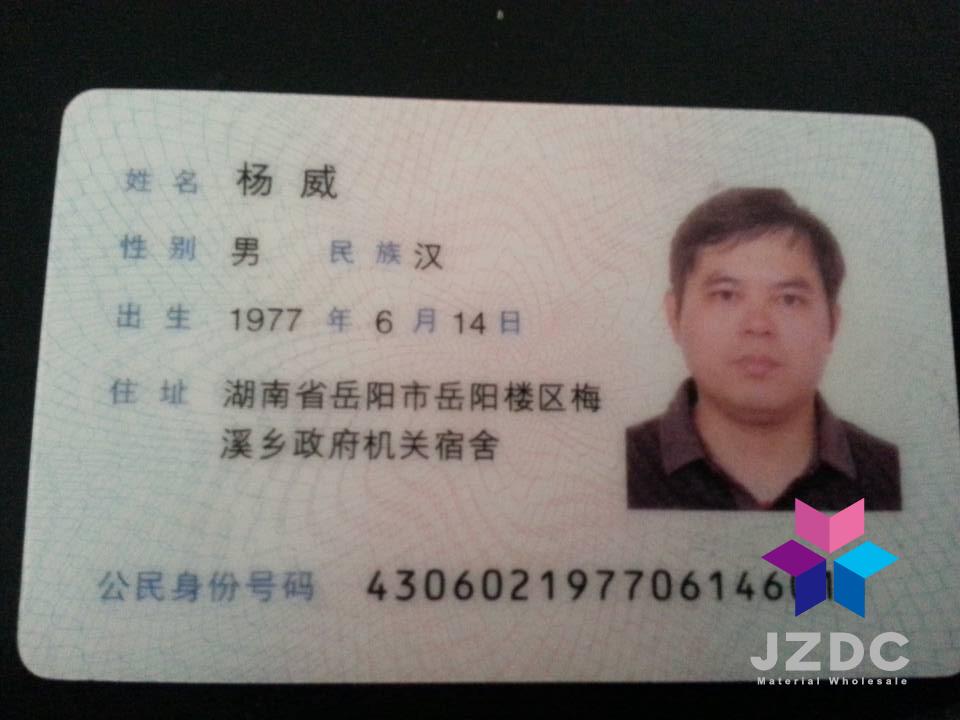 姓名 杨威
性别 男 民族 汉
出生 1977 年 6 月 14 日
住址 湖南省岳阳市岳阳楼区梅
溪乡政府机关宿舍
公民身份号码
JZDC
Material Wholesale